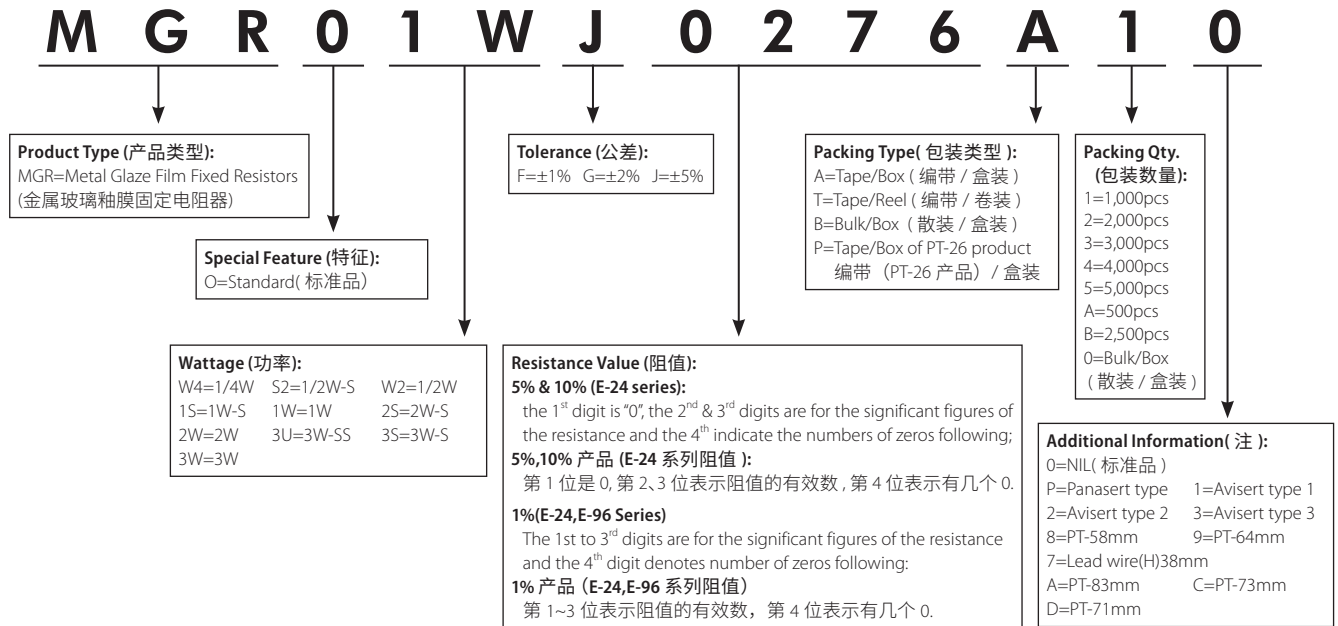 M G R 0 1 W J 0 2 7 6 A 1 0
Product Type (产品类型):
MGR=Metal Glaze Film Fixed Resistors
(金属玻璃釉膜固定电阻器)
Special Feature (特征):
O=Standard( 标准品)
Wattage (功率):
W4=1/4W S2=1/2W-S W2=1/2W
1S=1W-S 1W=1W 2S=2W-S
2W=2W 3U=3W-SS 3S=3W-S
3W=3W
Tolerance (公差):
F=±1% G=±2% J=±5%
Resistance Value (阻值):
5% & 10% (E-24 series):
the 1st digit is “0”, the 2nd & 3rd digits are for the significant figures of
the resistance and the 4th indicate the numbers of zeros following;
5%,10% 产品 (E-24 系列阻值 ):
第 1 位是 0, 第 2、3 位表示阻值的有效数 , 第 4 位表示有几个 0.
1%(E-24,E-96 Series)
The 1st to 3rd digits are for the significant figures of the resistance
and the 4th digit denotes number of zeros following:
1% 产品（E-24,E-96 系列阻值）
第 1~3 位表示阻值的有效数，第 4 位表示有几个 0.
Packing Type( 包装类型 ):
A=Tape/Box ( 编带 / 盒装 )
T=Tape/Reel ( 编带 / 卷装 )
B=Bulk/Box ( 散装 / 盒装 )
P=Tape/Box of PT-26 product
编带（PT-26 产品）/ 盒装
Packing Qty.
(包装数量):
1=1,000pcs
2=2,000pcs
3=3,000pcs
4=4,000pcs
5=5,000pcs
A=500pcs
B=2,500pcs
0=Bulk/Box
( 散装 / 盒装 )
Additional Information( 注 ):
0=NIL( 标准品 )
P=Panasert type 1=Avisert type 1
2=Avisert type 2 3=Avisert type 3
8=PT-58mm 9=PT-64mm
7=Lead wire(H)38mm
A=PT-83mm C=PT-73mm
D=PT-71mm